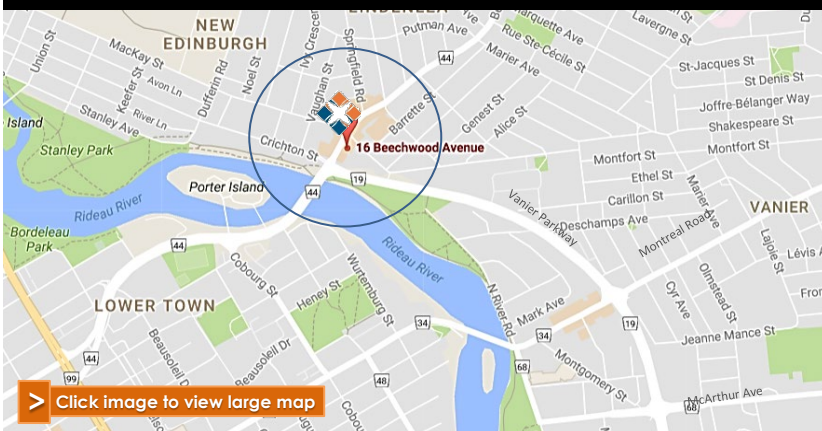 NEW
EDINBURGH
Putman Ave
Marquette Ave
Lavergne St
Rue Ste-Cécile St
Marier Ave
Union St
MacKay St
Keefer St
Avon Ln
River Ln
Stanley Ave
Dufferin Rd
Noel St
Ivy Crescent
Springfield Rd
Vaughan St
44
St-Jacques St
St Denis St
Joffre-Bélanger Way
Shakespeare St
Montfort St
Barrette St
Genest St
Alice St
Island
Stanley Park
Crichton St
16 Beechwood Avenue
Montfort St
Ethel St
Carillon St
Marier Ave
VANIER
Porter Island
44
19
Rideau River
Vanier Parkway
Deschamps Ave
Montreal Road
Bordeleau
Park
44
Cobourg St
Rideau River
Wurtemburg St
Heney St
N River Rd
Lajoie St
Lévis
Olmstead St
Cyr Ave
LOWER TOWN
34
Mark Ave
34
19
Jeanne Mance St
Beausoleil Dr
Beausoleil Dr
44
99
48
68
Montgomery St
McArthur Ave
68
> Click image to view large map